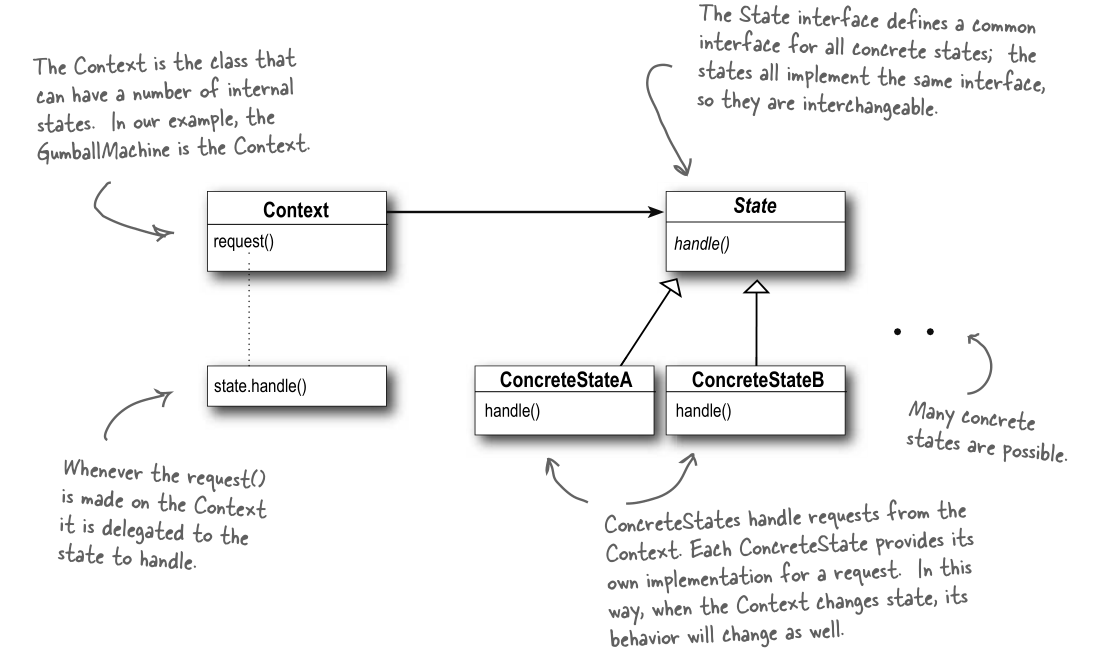 The Context is the class that
can have a number of internal
states. In our example, the
GumballMachine is the Context.
The State interface defines a common
interface for all concrete states; the
states all implement the same interface,
so they are interchangeable.
Context
request()
State
handle()
state.handle()
ConcreteStateA
handle()
ConcreteStateB
handle()
Many concrete
states are possible.
Whenever the request()
is made on the Context
it is delegated to the
state to handle.
ConcreteStates handle requests from the
Context. Each ConcreteState provides its
own implementation for a request. In this
way, when the Context changes state, its
behavior will change as well.